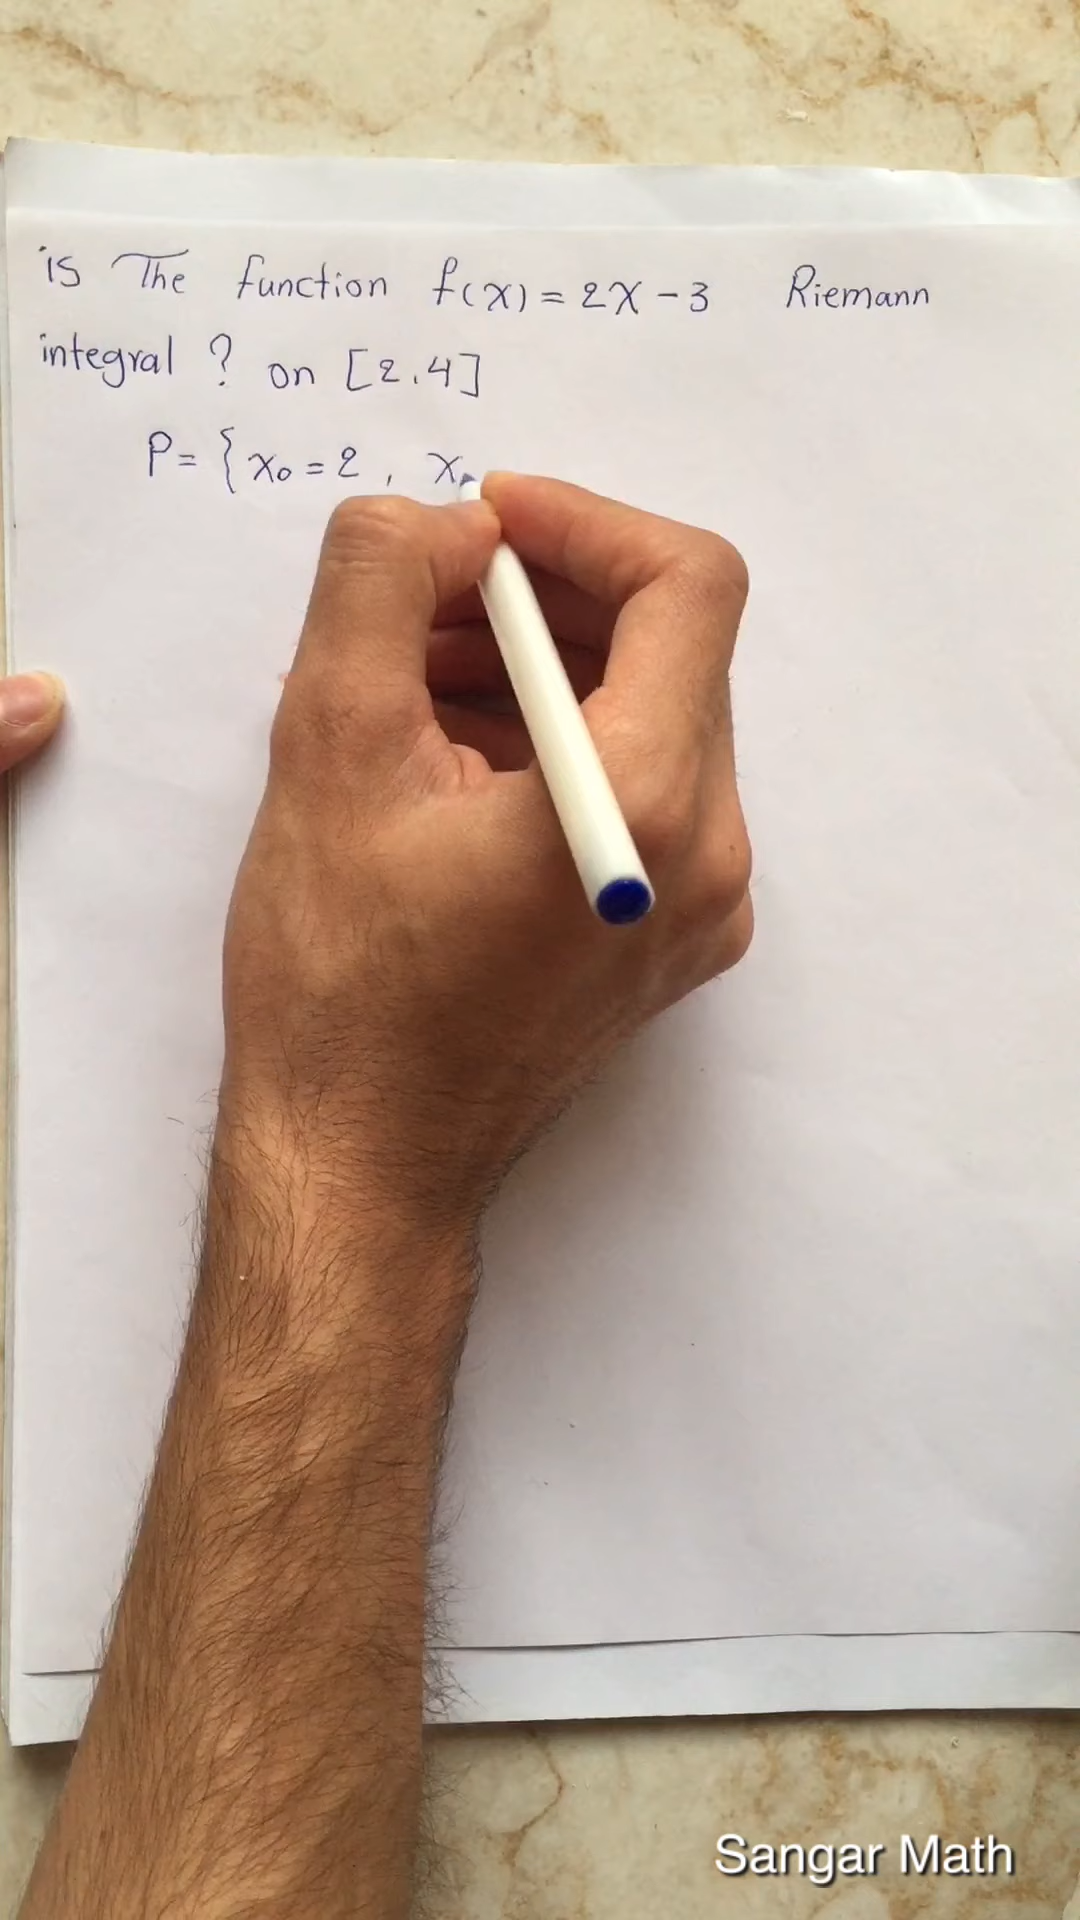 is The function f(x) = 2x - 3 Riemann
integral ? on [2,4]
P = { x₀ = 2 , x
Sangar Math